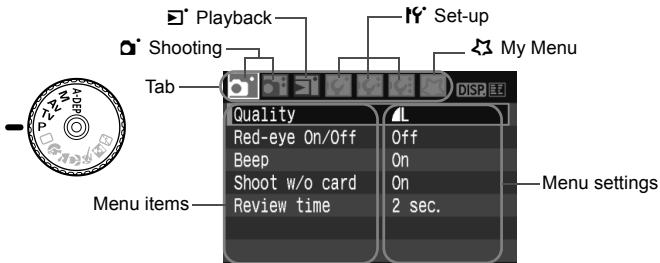 Playback
Set-up
Shooting
My Menu
Tab
DISP.
A-DEP
M
Av
Tv
P
Quality L
Red-eye On/Off Off
Beep On
Shoot w/o card On
Review time 2 sec.
Menu items
Menu settings